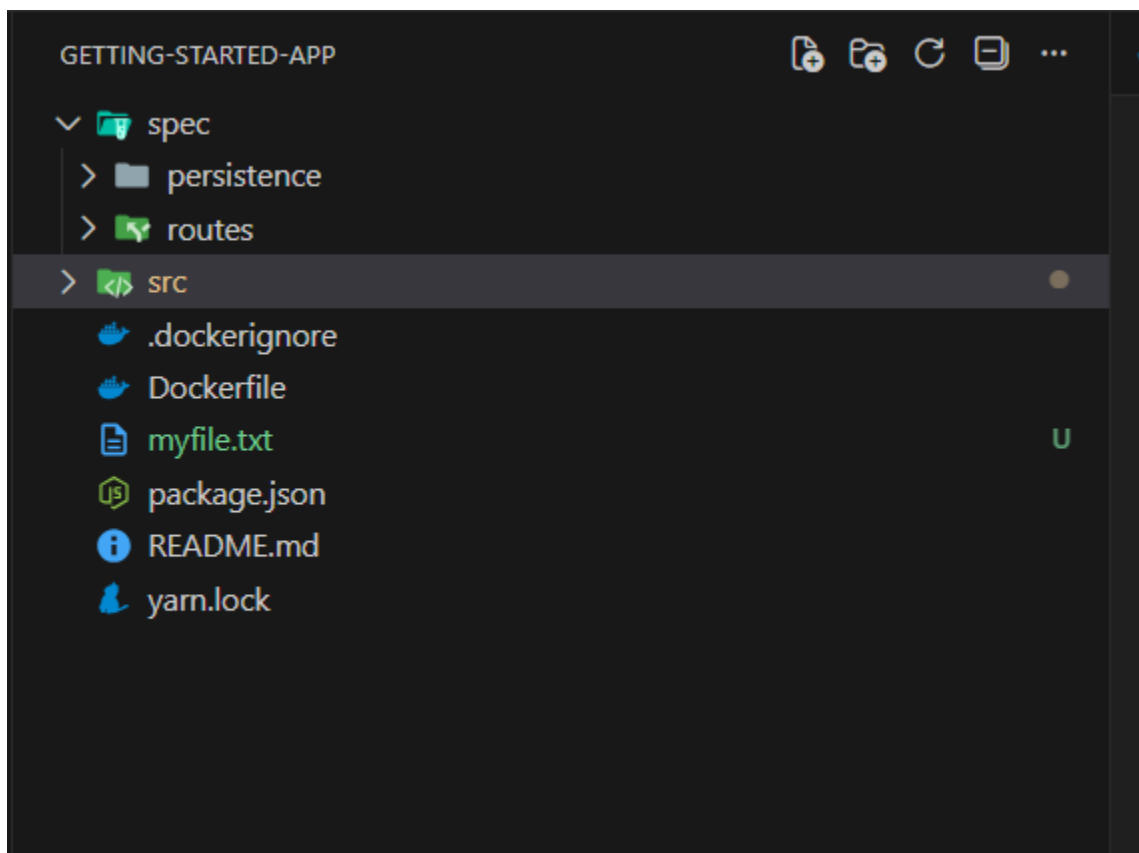 GETTING-STARTED-APP
spec
persistence
routes
src
.dockerignore
Dockerfile
myfile.txt U
package.json
README.md
yarn.lock